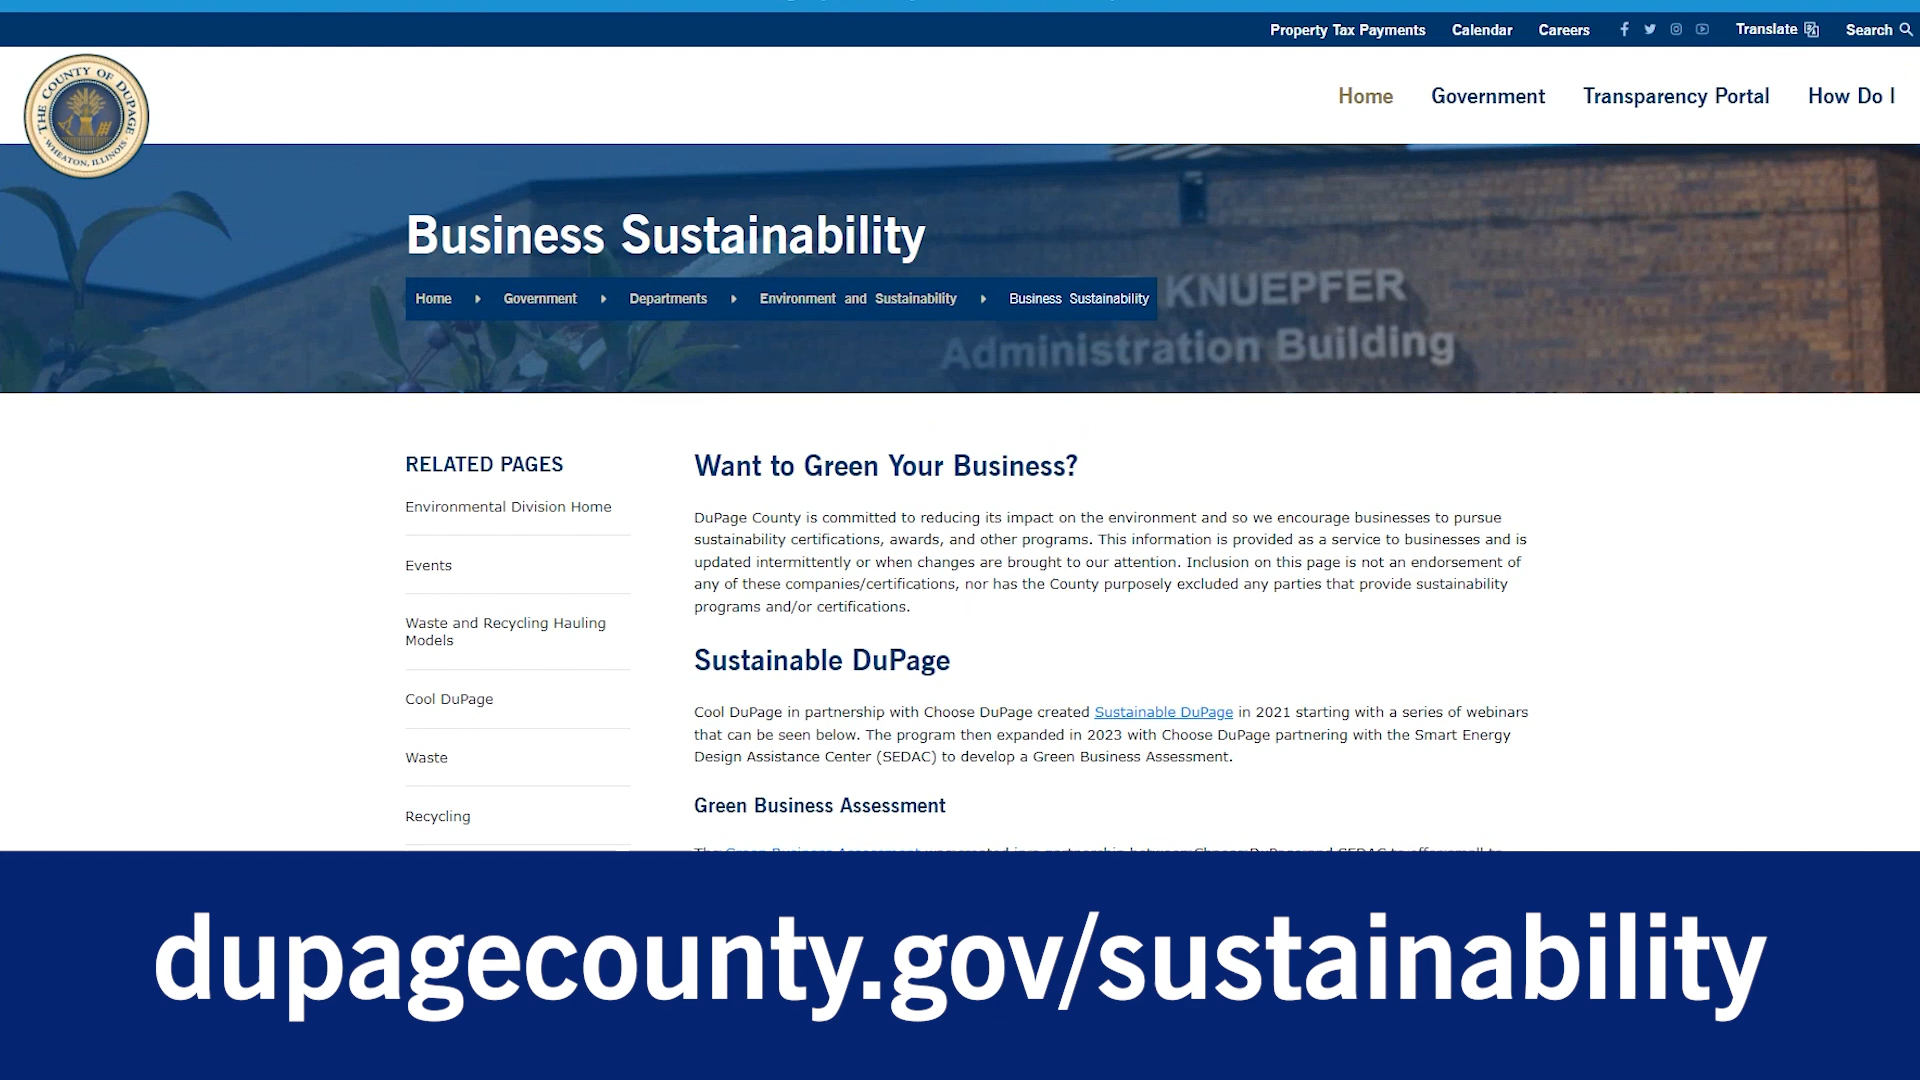 Property Tax Payments Calendar Careers Translate Search
THE COUNTY OF DUPAGE
WHEATON, ILLINOIS
Home Government Transparency Portal How Do I
Business Sustainability
Home Government Departments Environment and Sustainability Business Sustainability
KNUEPFER
Administration Building
RELATED PAGES
Environmental Division Home
Events
Waste and Recycling Hauling
Models
Cool DuPage
Waste
Recycling
Want to Green Your Business?
DuPage County is committed to reducing its impact on the environment and so we encourage businesses to pursue
sustainability certifications, awards, and other programs. This information is provided as a service to businesses and is
updated intermittently or when changes are brought to our attention. Inclusion on this page is not an endorsement of
any of these companies/certifications, nor has the County purposely excluded any parties that provide sustainability
programs and/or certifications.
Sustainable DuPage
Cool DuPage in partnership with Choose DuPage created Sustainable DuPage in 2021 starting with a series of webinars
that can be seen below. The program then expanded in 2023 with Choose DuPage partnering with the Smart Energy
Design Assistance Center (SEDAC) to develop a Green Business Assessment.
Green Business Assessment
dupagecounty.gov/sustainability